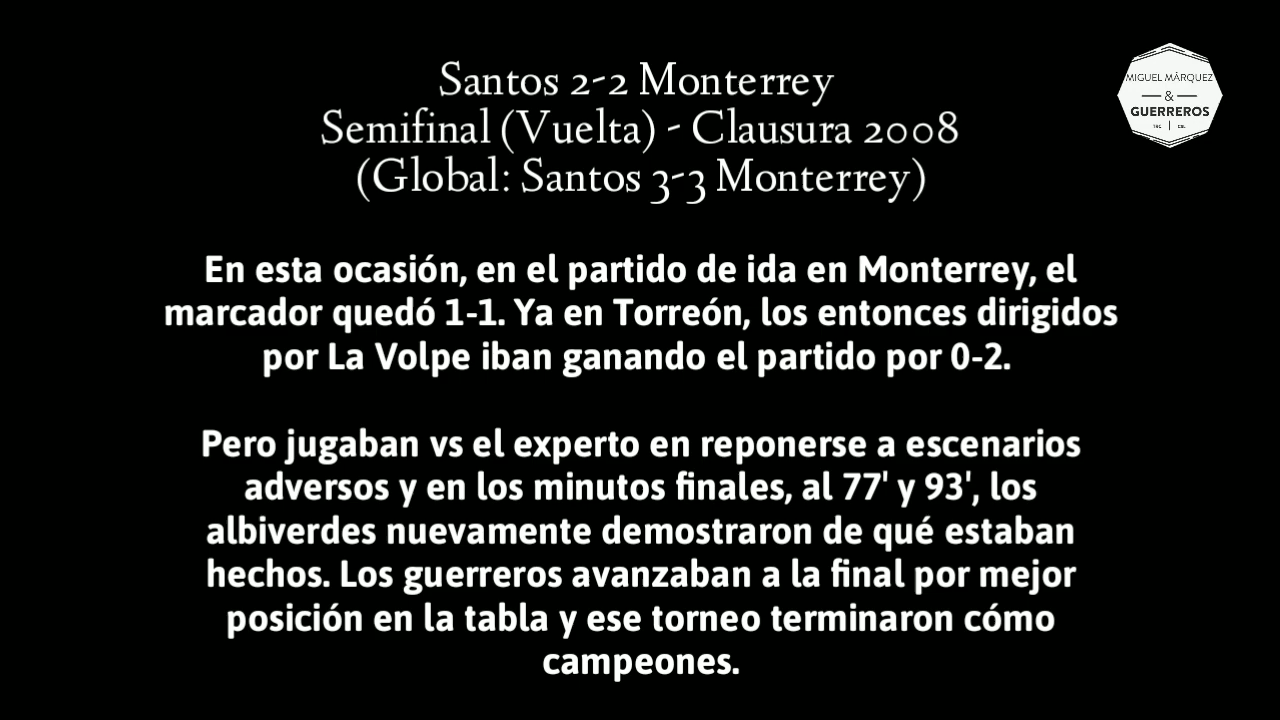 Santos 2-2 Monterrey
Semifinal (Vuelta) - Clausura 2008
(Global: Santos 3-3 Monterrey)
MIGUEL MÁRQUEZ
&
GUERREROS
En esta ocasión, en el partido de ida en Monterrey, el
marcador quedó 1-1. Ya en Torreón, los entonces dirigidos
por La Volpe iban ganando el partido por 0-2.
Pero jugaban vs el experto en reponerse a escenarios
adversos y en los minutos finales, al 77' y 93', los
albiverdes nuevamente demostraron de qué estaban
hechos. Los guerreros avanzaban a la final por mejor
posición en la tabla y ese torneo terminaron cómo
campeones.